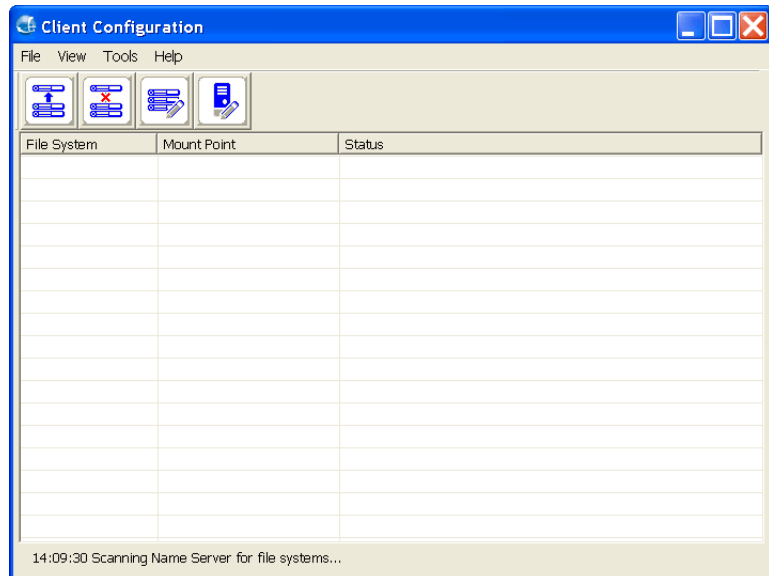 Client Configuration
File View Tools Help
File System Mount Point Status
14:09:30 Scanning Name Server for file systems...